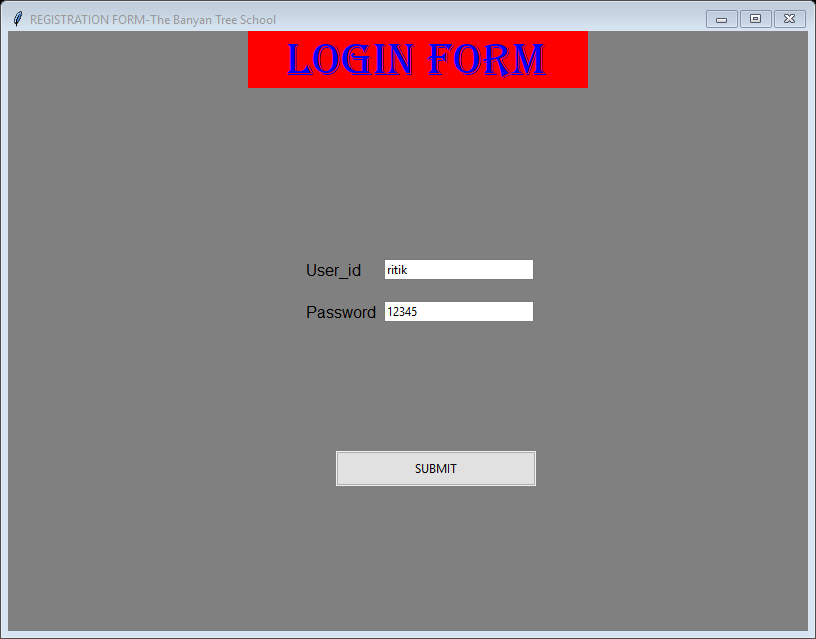 REGISTRATION FORM-The Banyan Tree School
LOGIN FORM
User_id ritik
Password 12345
SUBMIT